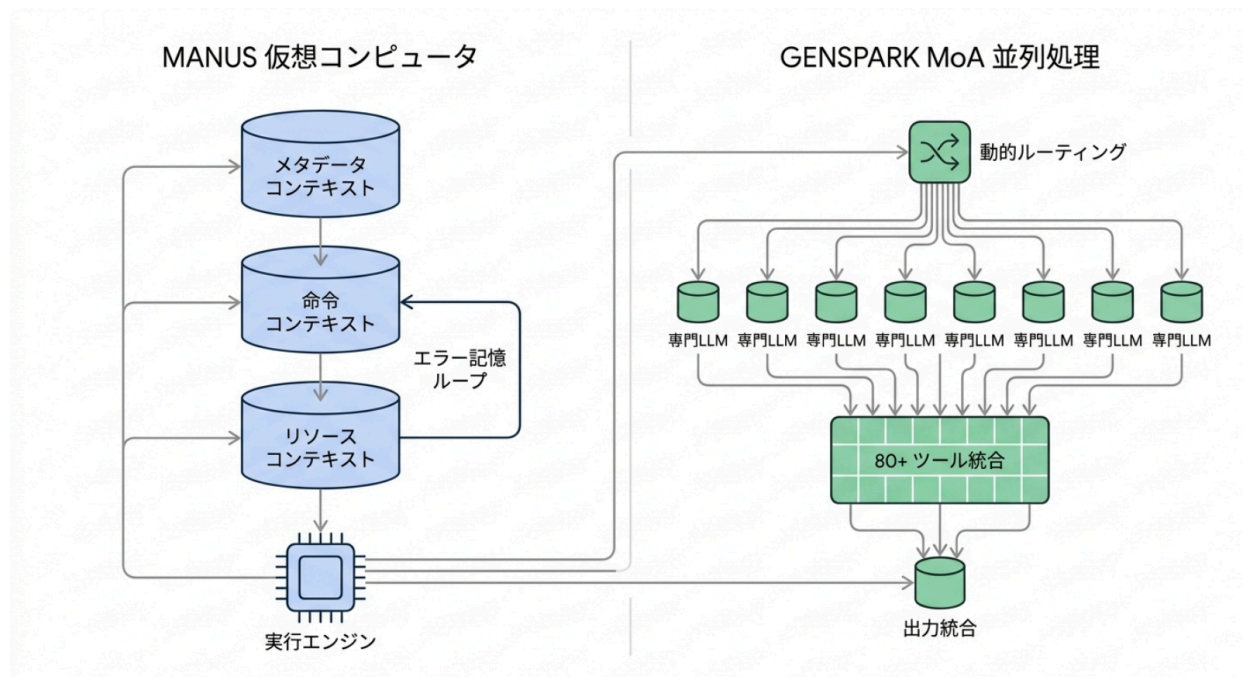 MANUS 仮想コンピュータ
メタデータ
コンテキスト
命令
コンテキスト
エラー記憶
ループ
リソース
コンテキスト
実行エンジン
GENSPARK MoA 並列処理
動的ルーティング
専門LLM 専門LLM 専門LLM 専門LLM 専門LLM 専門LLM 専門LLM 専門LLM
80+ ツール統合
出力統合